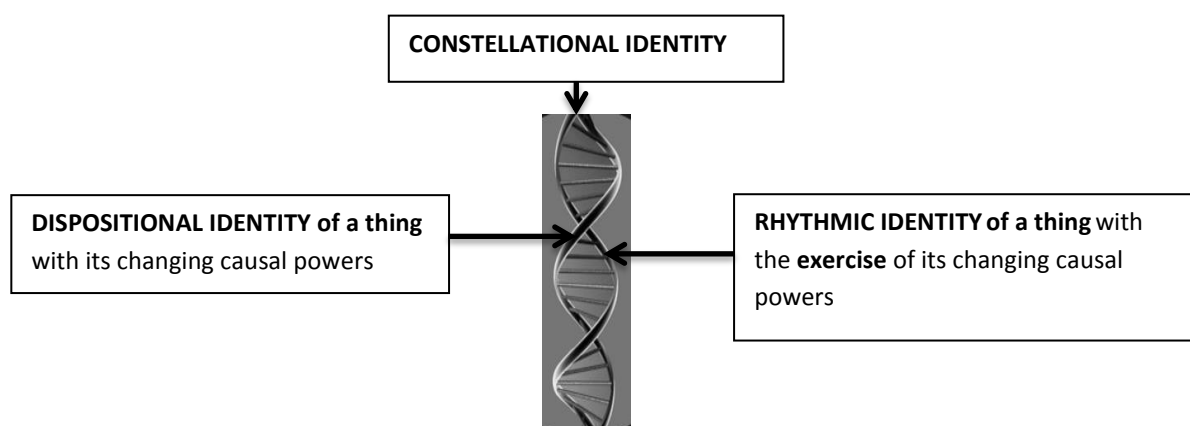 CONSTELLATIONAL IDENTITY
DISPOSITIONAL IDENTITY of a thing
with its changing causal powers
RHYTHMIC IDENTITY of a thing with
the exercise of its changing causal
powers